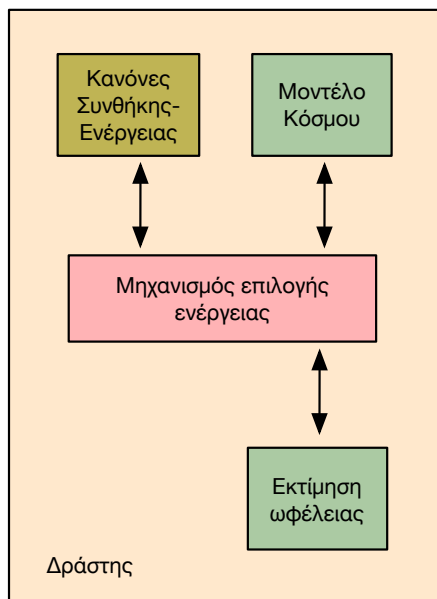 Κανόνες
Συνθήκης-
Ενέργειας
Μοντέλο
Κόσμου
Μηχανισμός επιλογής
ενέργειας
Εκτίμηση
ωφέλειας
Δράστης